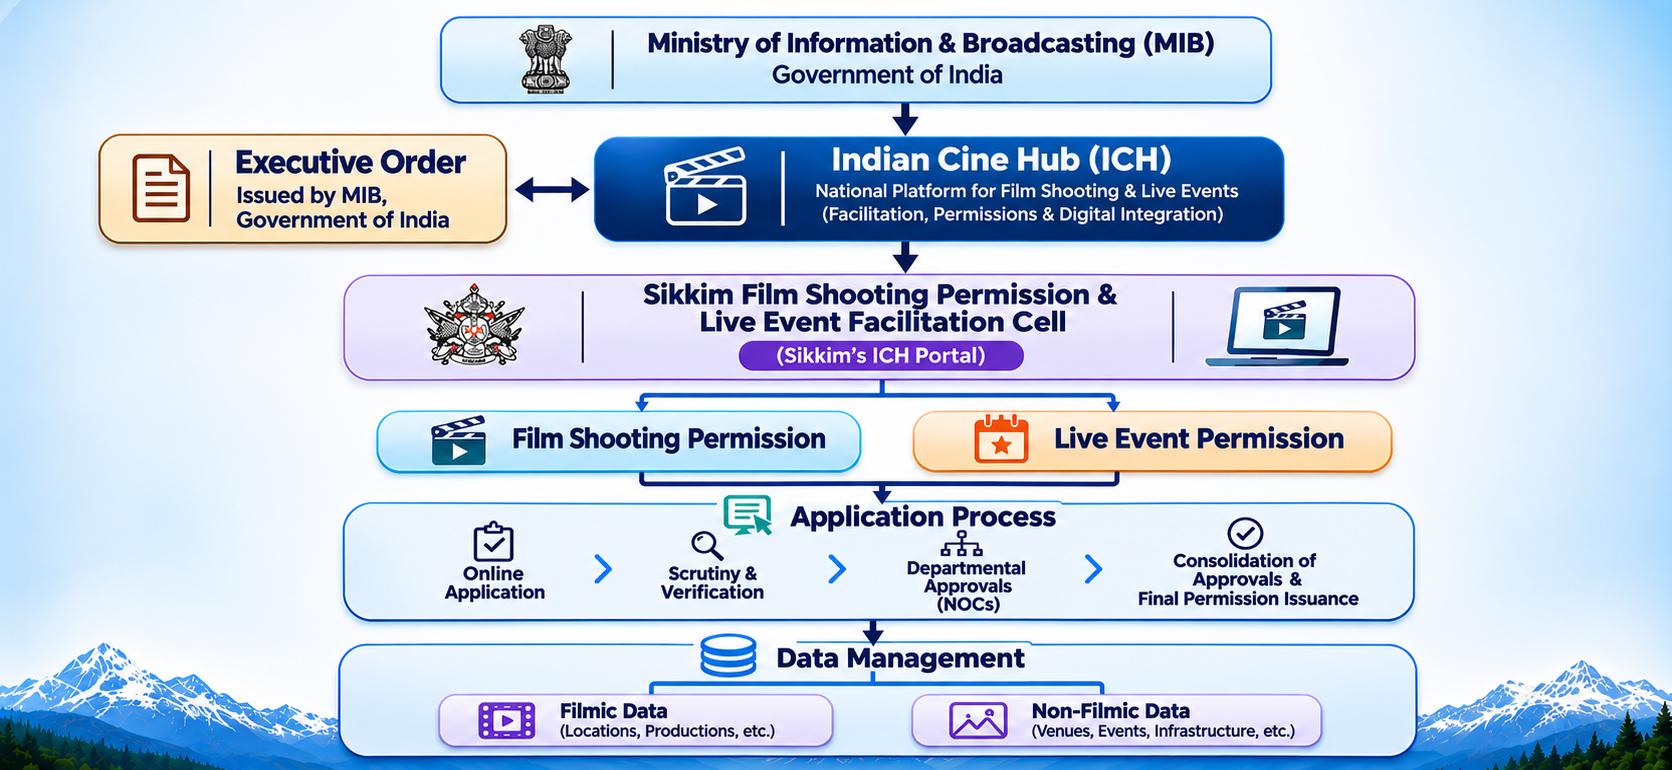 Ministry of Information & Broadcasting (MIB)
Government of India
Executive Order
Issued by MIB,
Government of India
Indian Cine Hub (ICH)
National Platform for Film Shooting & Live Events
(Facilitation, Permissions & Digital Integration)
Sikkim Film Shooting Permission &
Live Event Facilitation Cell
(Sikkim's ICH Portal)
Film Shooting Permission
Live Event Permission
Application Process
Online
Application
Scrutiny &
Verification
Departmental
Approvals
(NOCs)
Consolidation of
Approvals &
Final Permission Issuance
Data Management
Filmic Data
(Locations, Productions, etc.)
Non-Filmic Data
(Venues, Events, Infrastructure, etc.)